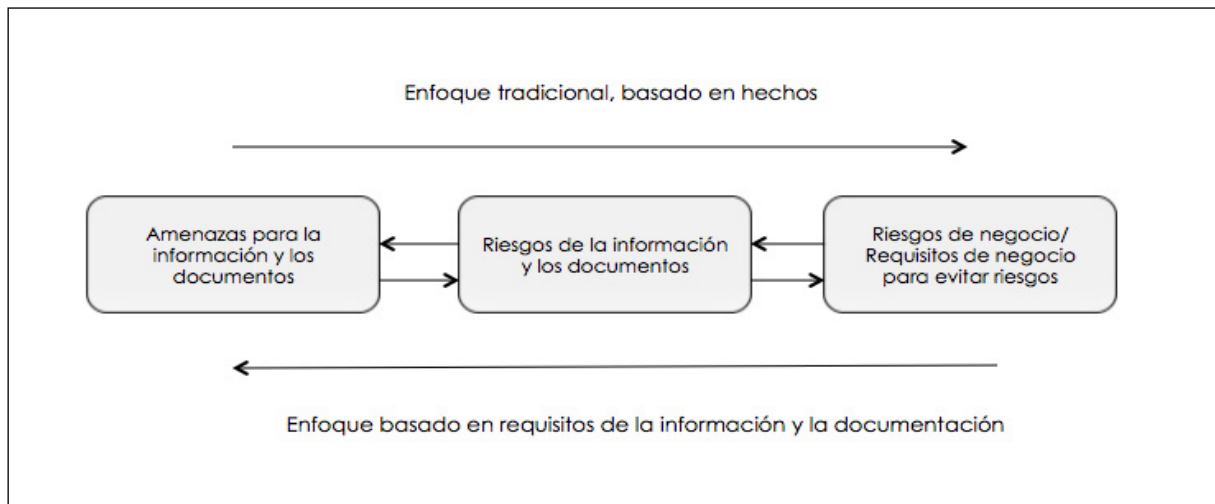 Enfoque tradicional, basado en hechos
Amenazas para la
información y los
documentos
Riesgos de la información
y los documentos
Riesgos de negocio/
Requisitos de negocio
para evitar riesgos
Enfoque basado en requisitos de la información y la documentación